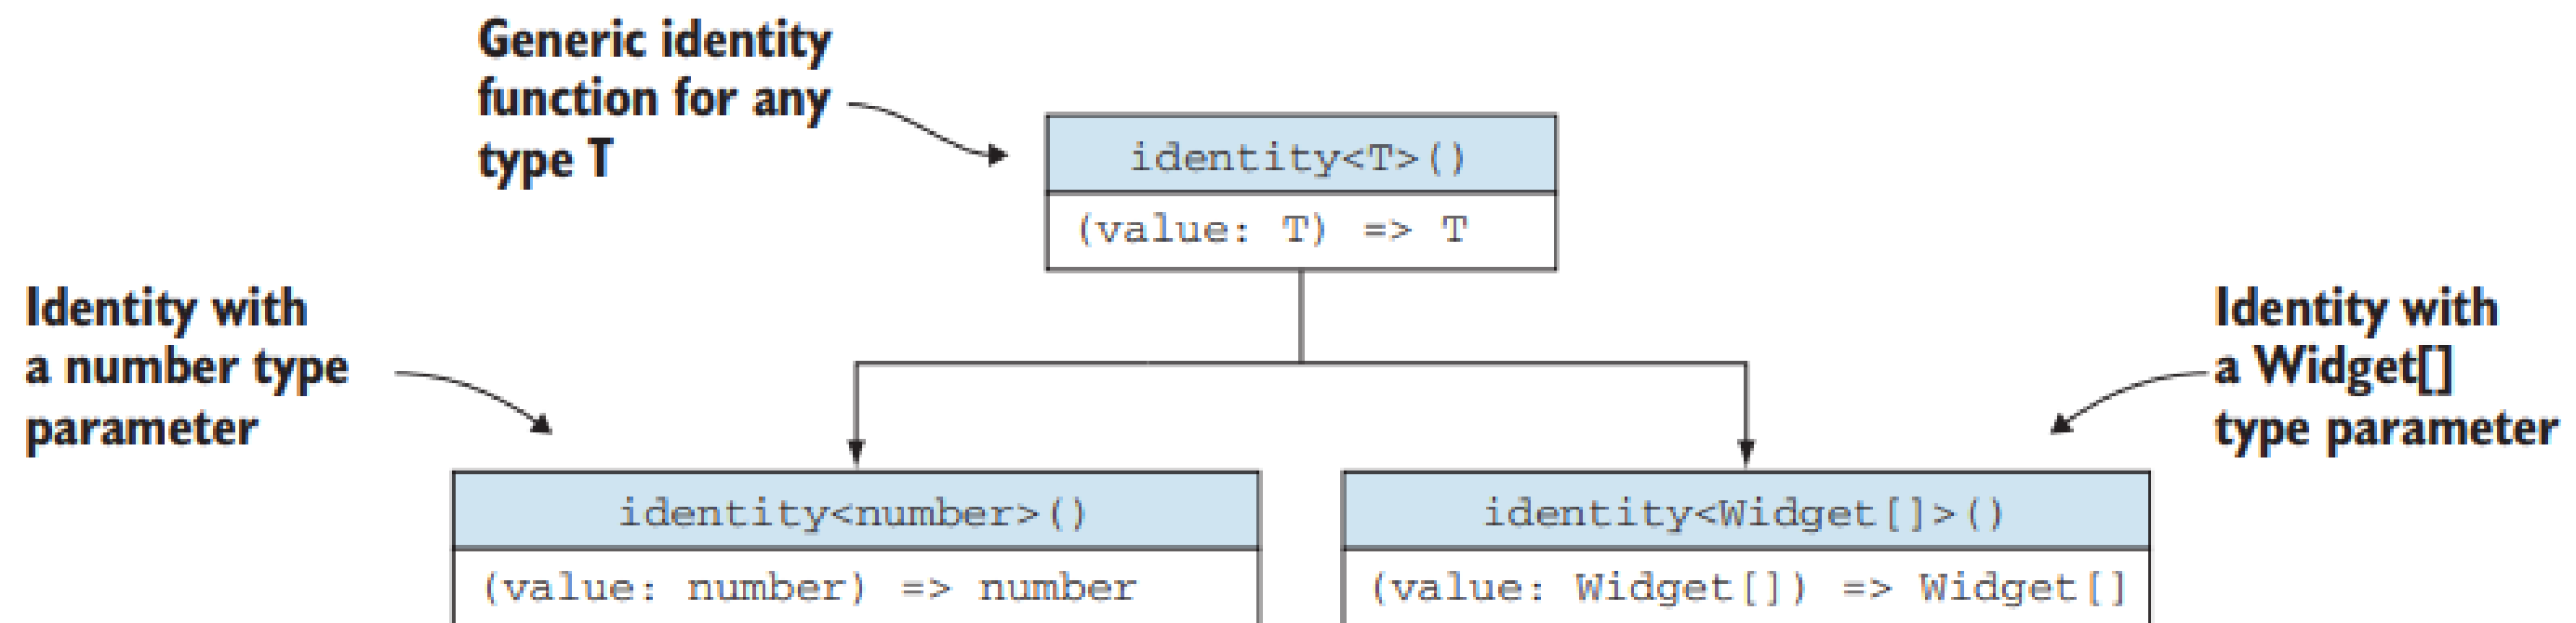 Generic identity
function for any
type T
identity<T>()
(value: T) => T
Identity with
a number type
parameter
Identity with
a Widget[]
type parameter
identity<number>()
(value: number) => number
identity<Widget[]>()
(value: Widget[]) => Widget[]